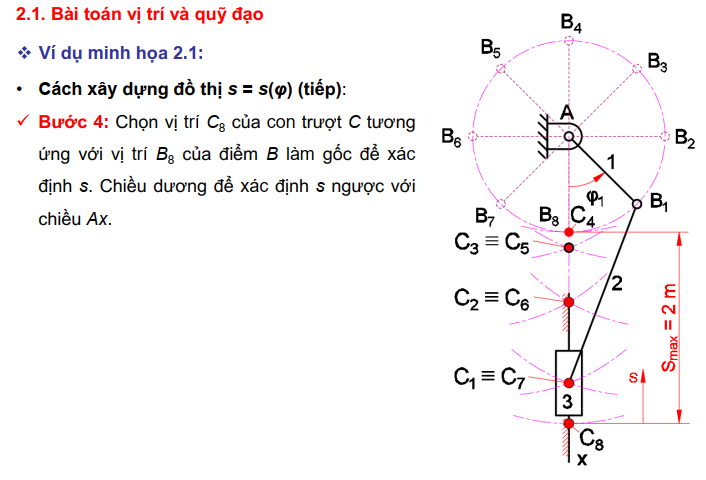 2.1. Bài toán vị trí và quỹ đạo
❖ Ví dụ minh họa 2.1:
• Cách xây dựng đồ thị s = s(φ) (tiếp):
✓ Bước 4: Chọn vị trí C₈ của con trượt C tương
ứng với vị trí B₈ của điểm B làm gốc để xác
định s. Chiều dương để xác định s ngược với
chiều Ax.
B₄
B₅
B₃
A
B₆
B₂
1
φ₁
B₁
B₇
B₈ C₄
C₃ ≡ C₅
2
C₂ ≡ C₆
Smax = 2 m
C₁ ≡ C₇
s
3
C₈
x